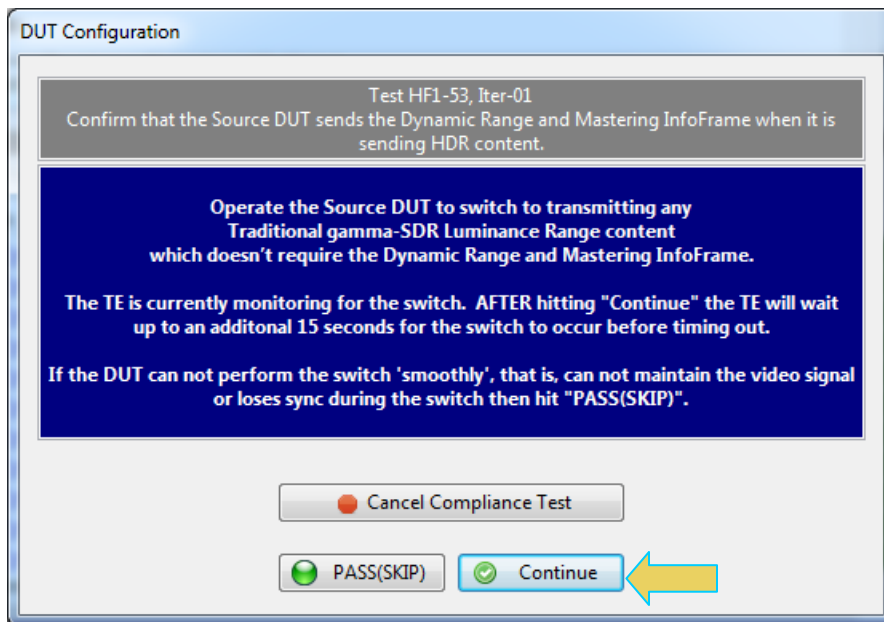 DUT Configuration
Test HF1-53, Iter-01
Confirm that the Source DUT sends the Dynamic Range and Mastering InfoFrame when it is
sending HDR content.
Operate the Source DUT to switch to transmitting any
Traditional gamma-SDR Luminance Range content
which doesn't require the Dynamic Range and Mastering InfoFrame.
The TE is currently monitoring for the switch.  AFTER hitting "Continue" the TE will wait
up to an additonal 15 seconds for the switch to occur before timing out.
If the DUT can not perform the switch 'smoothly', that is, can not maintain the video signal
or loses sync during the switch then hit "PASS(SKIP)".
Cancel Compliance Test
PASS(SKIP)
Continue